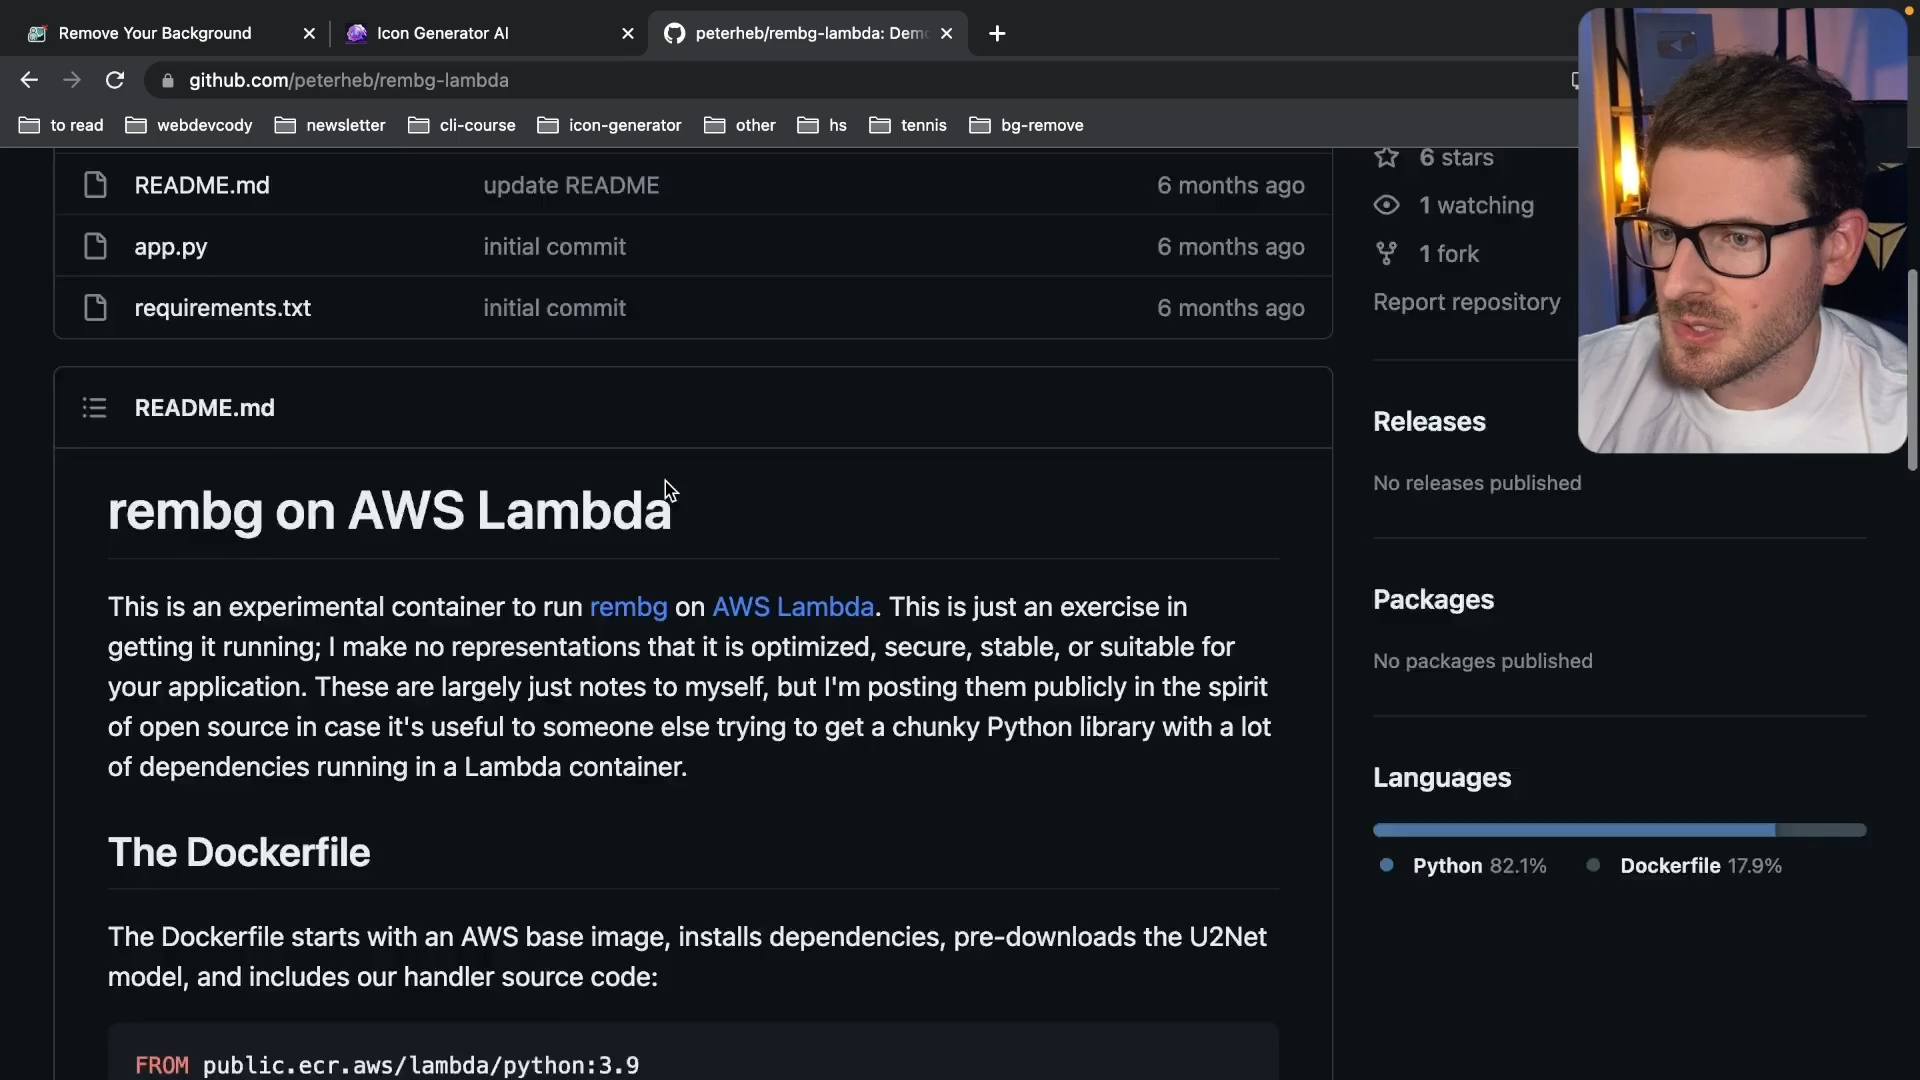 Remove Your Background
Icon Generator AI
peterheb/rembg-lambda: Demo
github.com/peterheb/rembg-lambda
to read
webdevcody
newsletter
cli-course
icon-generator
other
hs
tennis
bg-remove
README.md update README 6 months ago
app.py initial commit 6 months ago
requirements.txt initial commit 6 months ago
6 stars
1 watching
1 fork
Report repository
README.md
rembg on AWS Lambda
This is an experimental container to run rembg on AWS Lambda. This is just an exercise in
getting it running; I make no representations that it is optimized, secure, stable, or suitable for
your application. These are largely just notes to myself, but I'm posting them publicly in the spirit
of open source in case it's useful to someone else trying to get a chunky Python library with a lot
of dependencies running in a Lambda container.
The Dockerfile
The Dockerfile starts with an AWS base image, installs dependencies, pre-downloads the U2Net
model, and includes our handler source code:
FROM public.ecr.aws/lambda/python:3.9
Releases
No releases published
Packages
No packages published
Languages
Python 82.1%
Dockerfile 17.9%